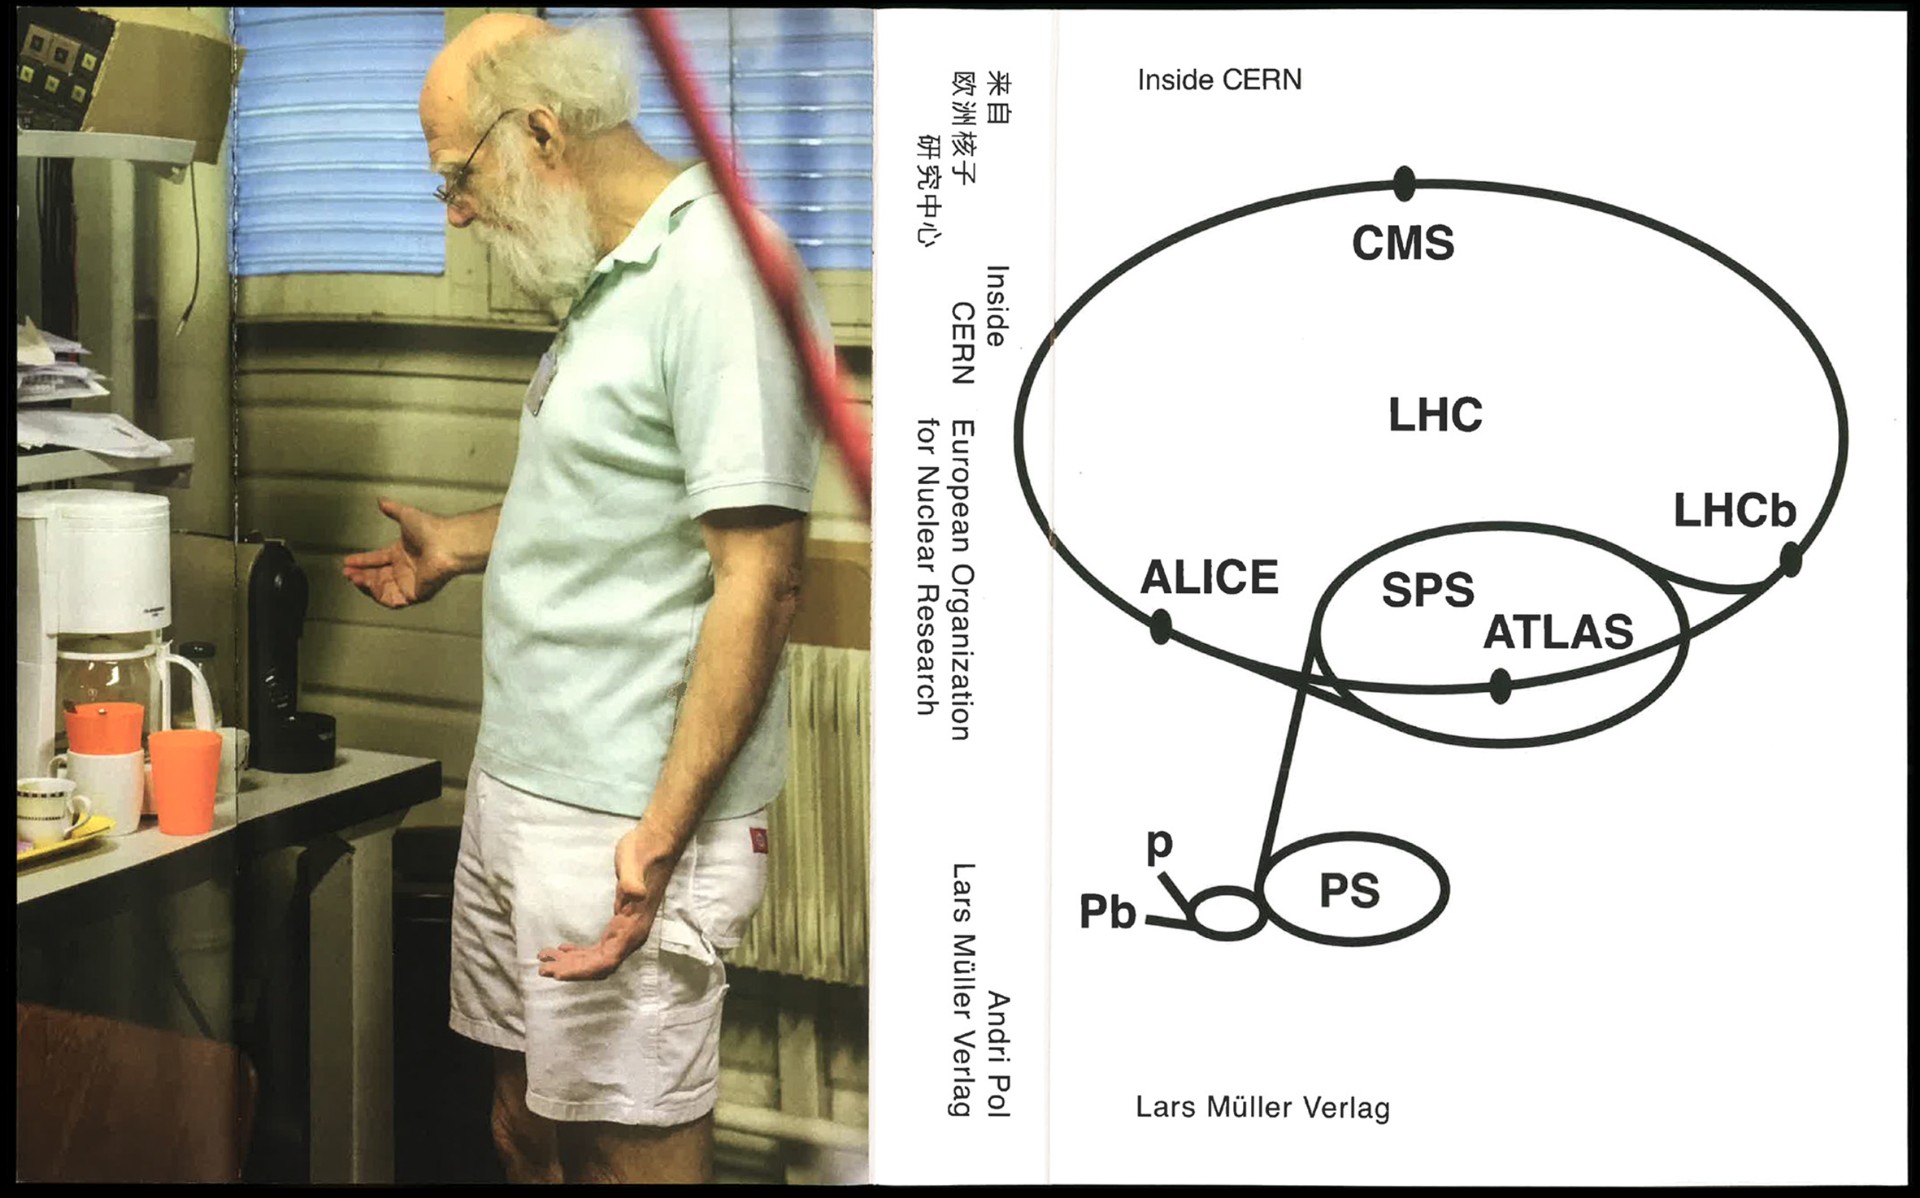 来自
欧洲核子
研究中心
Inside
CERN
European Organization
for Nuclear Research
Andri Pol
Lars Müller Verlag
Inside CERN
CMS
LHC
LHCb
ALICE
SPS
ATLAS
p
Pb
PS
Lars Müller Verlag